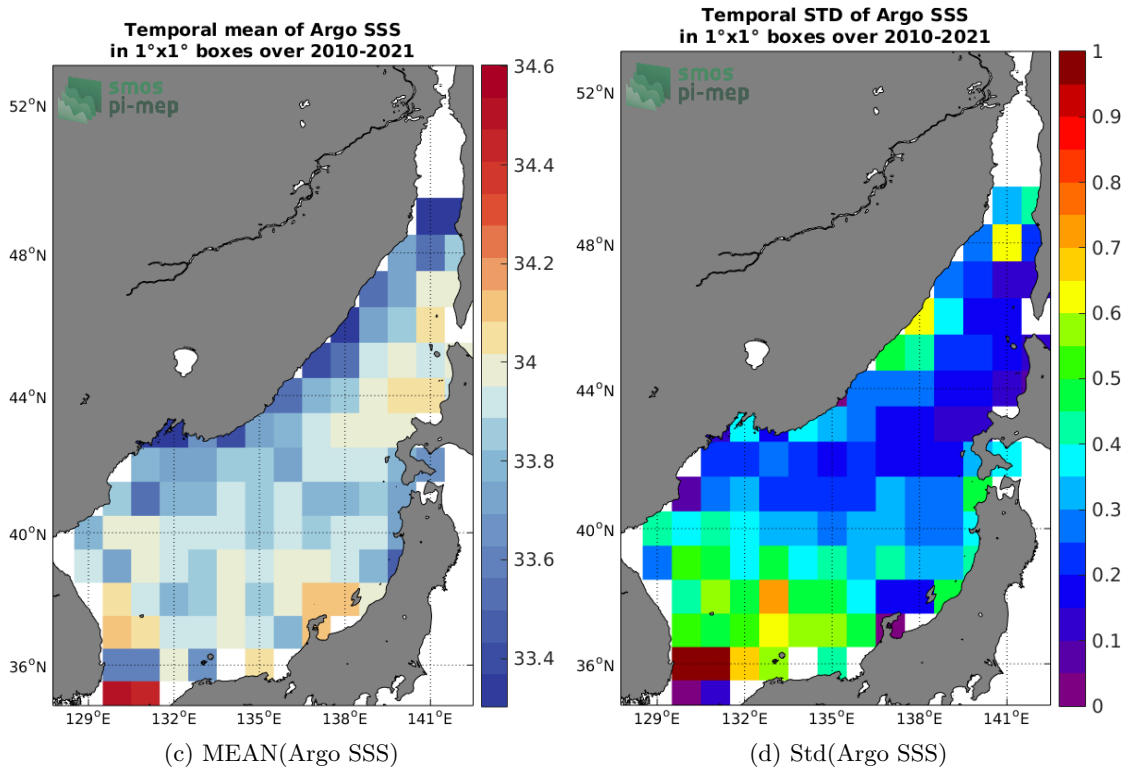 Temporal mean of Argo SSS
in 1°x1° boxes over 2010-2021
smos
pi-mep
52°N
48°N
44°N
40°N
36°N
129°E
132°E
135°E
138°E
141°E
34.6
34.4
34.2
34
33.8
33.6
33.4
(c) MEAN(Argo SSS)
Temporal STD of Argo SSS
in 1°x1° boxes over 2010-2021
smos
pi-mep
52°N
48°N
44°N
40°N
36°N
129°E
132°E
135°E
138°E
141°E
1
0.9
0.8
0.7
0.6
0.5
0.4
0.3
0.2
0.1
0
(d) Std(Argo SSS)